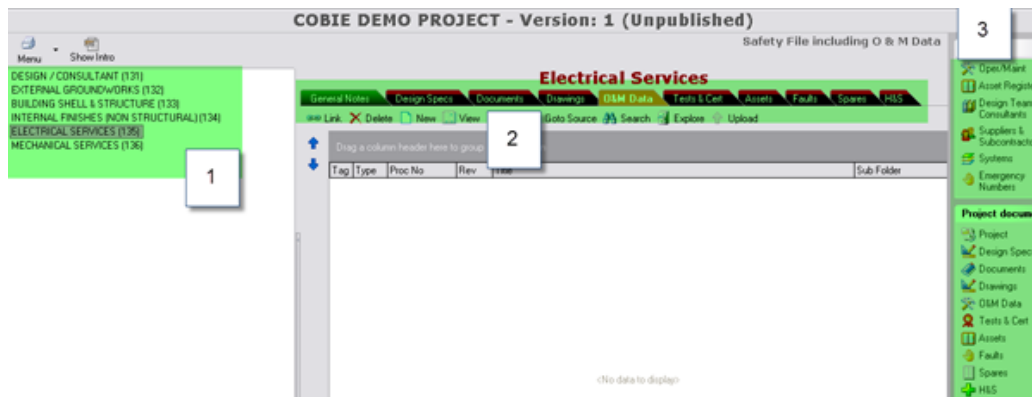 COBIE DEMO PROJECT - Version: 1 (Unpublished)
Safety File including O & M Data
3
Menu
Show Intro
DESIGN / CONSULTANT (131)
EXTERNAL GROUNDWORKS (132)
BUILDING SHELL & STRUCTURE (133)
INTERNAL FINISHES (NON STRUCTURAL) (134)
ELECTRICAL SERVICES (135)
MECHANICAL SERVICES (136)
1
Electrical Services
General Notes Design Specs Documents Drawings O&M Data Tests & Cert Assets Faults Spares H&S
Link Delete New View Goto Source Search Explore Upload
2
Drag a column header here to group
Tag Type Proc No Rev Title Sub Folder
<No data to display>
Oper/Maint
Asset Registe
Design Team
Consultants
Suppliers &
Subcontracto
Systems
Emergency
Numbers
Project docum
Project
Design Spec
Documents
Drawings
O&M Data
Tests & Cert
Assets
Faults
Spares
H&S